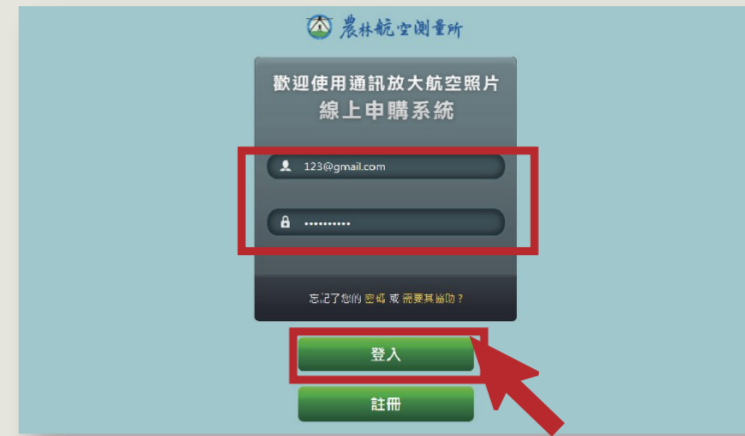 農林航空測量所
歡迎使用通訊放大航空照片
線上申購系統
123@gmail.com
••••••••••
忘記了您的 密碼 或 需要其協助？
登入
註冊